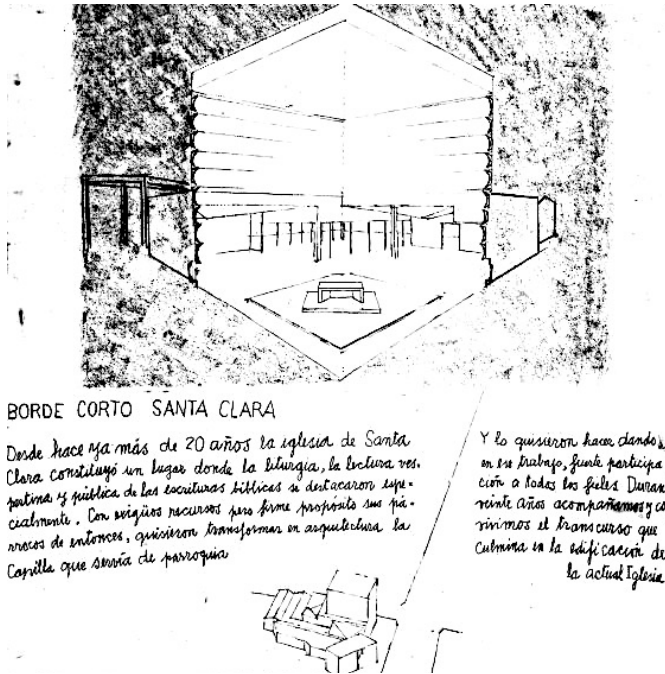 BORDE CORTO SANTA CLARA
Desde hace ya más de 20 años la iglesia de Santa
Clara constituyó un lugar donde la liturgia, la lectura ves-
pertina y pública de las escrituras bíblicas se destacaron espe-
cialmente. Con exigüos recursos pero firme propósito sus pá-
rrocos de entonces, quisieron transformar en arquitectura la
Capilla que servía de parroquia
Y lo quisieron hacer dando
en ese trabajo, fuerte participa
ción a todos los fieles Duran
veinte años acompañamos y co
vivimos el transcurso que
culmina en la edificación de
la actual Iglesia